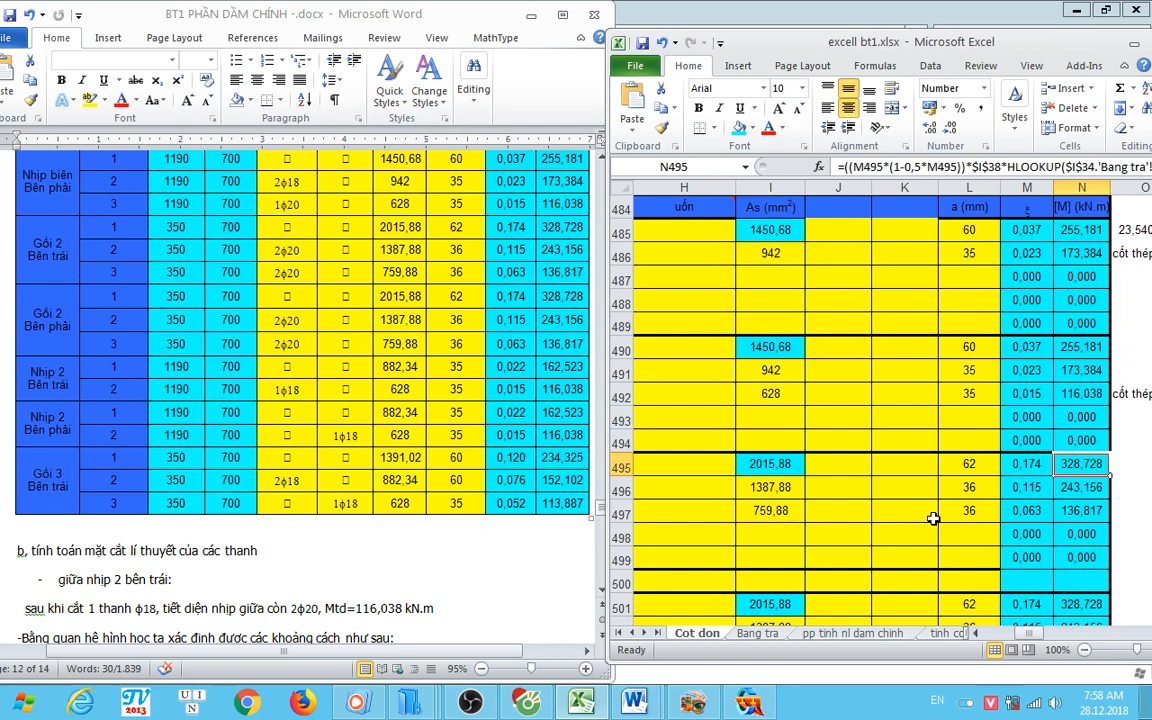 BT1 PHẦN DẦM CHÍNH -.docx - Microsoft Word
File Home Insert Page Layout References Mailings Review View MathType
B I U abc x₂ x²
Aa A A
Quick Styles Change Styles Editing
Font Paragraph Styles
1 2 3 4 5 6 7
Nhịp biên Bên phải
1 1190 700 1450,68 60 0,037 255,181
2 1190 700 2ϕ18 942 35 0,023 173,384
3 1190 700 1ϕ20 628 35 0,015 116,038
Gối 2 Bên trái
1 350 700 2015,88 62 0,174 328,728
2 350 700 2ϕ20 1387,88 36 0,115 243,156
3 350 700 2ϕ20 759,88 36 0,063 136,817
Gối 2 Bên phải
1 350 700 2015,88 62 0,174 328,728
2 350 700 2ϕ20 1387,88 36 0,115 243,156
3 350 700 2ϕ20 759,88 36 0,063 136,817
Nhịp 2 Bên trái
1 1190 700 882,34 35 0,022 162,523
2 1190 700 1ϕ18 628 35 0,015 116,038
Nhịp 2 Bên phải
1 1190 700 882,34 35 0,022 162,523
2 1190 700 1ϕ18 628 35 0,015 116,038
Gối 3 Bên trái
1 350 700 1391,02 60 0,120 234,325
2 350 700 2ϕ18 882,34 60 0,076 152,102
3 350 700 1ϕ18 628 35 0,052 113,887
b, tính toán mặt cắt lí thuyết của các thanh
- giữa nhịp 2 bên trái:
sau khi cắt 1 thanh ϕ18, tiết diện nhịp giữa còn 2ϕ20, Mtd=116,038 kN.m
-Bằng quan hệ hình học ta xác định được các khoảng cách như sau:
Page: 12 of 14 Words: 30/1.839 95%
excell bt1.xlsx - Microsoft Excel
File Home Insert Page Layout Formulas Data Review View Add-Ins
Paste Arial 10 Number Styles Insert Delete Format
B I U A A A % , Σ
Clipboard Font Alignment Number Cells Editing
N495 fx =((M495*(1-0,5*M495))*$I$38*HLOOKUP($I$34.'Bang tra'!
H I J K L M N O
484 uốn As (mm²) a (mm) ξ [M] (kN.m)
485 1450,68 60 0,037 255,181 23,540
486 942 35 0,023 173,384 cốt thép
487 0,000 0,000
488 0,000 0,000
489 0,000 0,000
490 1450,68 60 0,037 255,181
491 942 35 0,023 173,384
492 628 35 0,015 116,038 cốt thép
493 0,000 0,000
494 0,000 0,000
495 2015,88 62 0,174 328,728
496 1387,88 36 0,115 243,156
497 759,88 36 0,063 136,817
498 0,000 0,000
499 0,000 0,000
500
501 2015,88 62 0,174 328,728
Cot don Bang tra pp tinh nl dam chinh tinh co
Ready 100%
TV 2013 U I N EN V 7:58 AM
28.12.2018